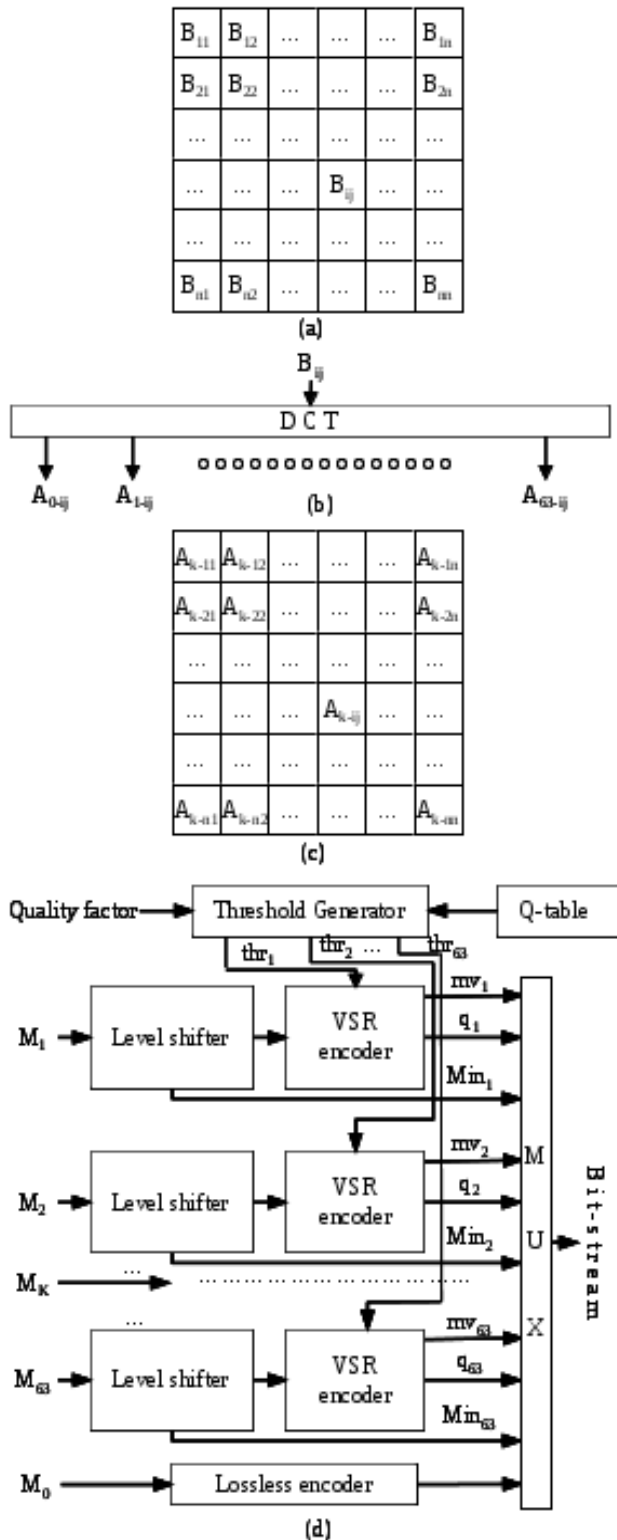 B11 B12 ... ... ... B1n
B21 B22 ... ... ... B2n
... ... ... ... ... ...
... ... ... Bij ... ...
... ... ... ... ... ...
Bn1 Bn2 ... ... ... Bnn
(a)
Bij
D C T
A0-ij A1-ij A63-ij
(b)
Ak-11 Ak-12 ... ... ... Ak-1n
Ak-21 Ak-22 ... ... ... Ak-2n
... ... ... ... ... ...
... ... ... Ak-ij ... ...
... ... ... ... ... ...
Ak-n1 Ak-n2 ... ... ... Ak-nn
(c)
Quality factor Threshold Generator Q-table
thr1 thr2 ... thr63
M1 Level shifter VSR encoder mv1
q1
Min1
M2 Level shifter VSR encoder mv2
q2
Min2
MK ... ...
...
M63 Level shifter VSR encoder mv63
q63
Min63
M0 Lossless encoder
M U X
Bit-stream
(d)